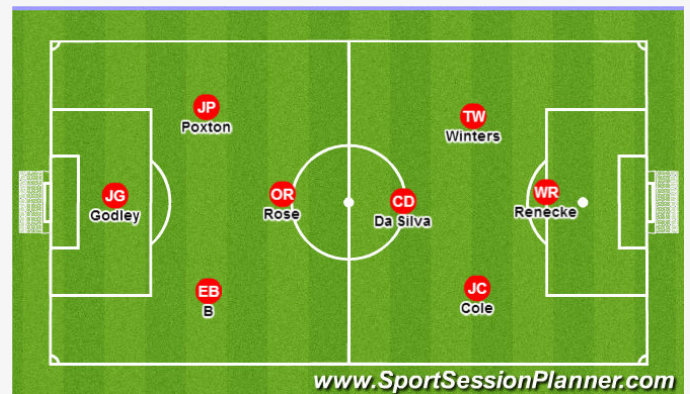 JP
Poxton
TW
Winters
JG
Godley
OR
Rose
CD
Da Silva
WR
Renecke
EB
B
JC
Cole
www.SportSessionPlanner.com